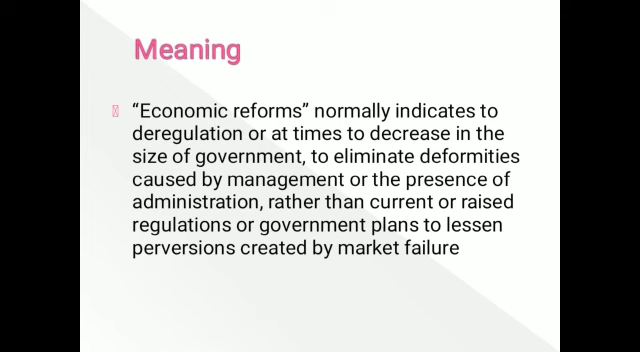 Meaning
“Economic reforms” normally indicates to
deregulation or at times to decrease in the
size of government, to eliminate deformities
caused by management or the presence of
administration, rather than current or raised
regulations or government plans to lessen
perversions created by market failure